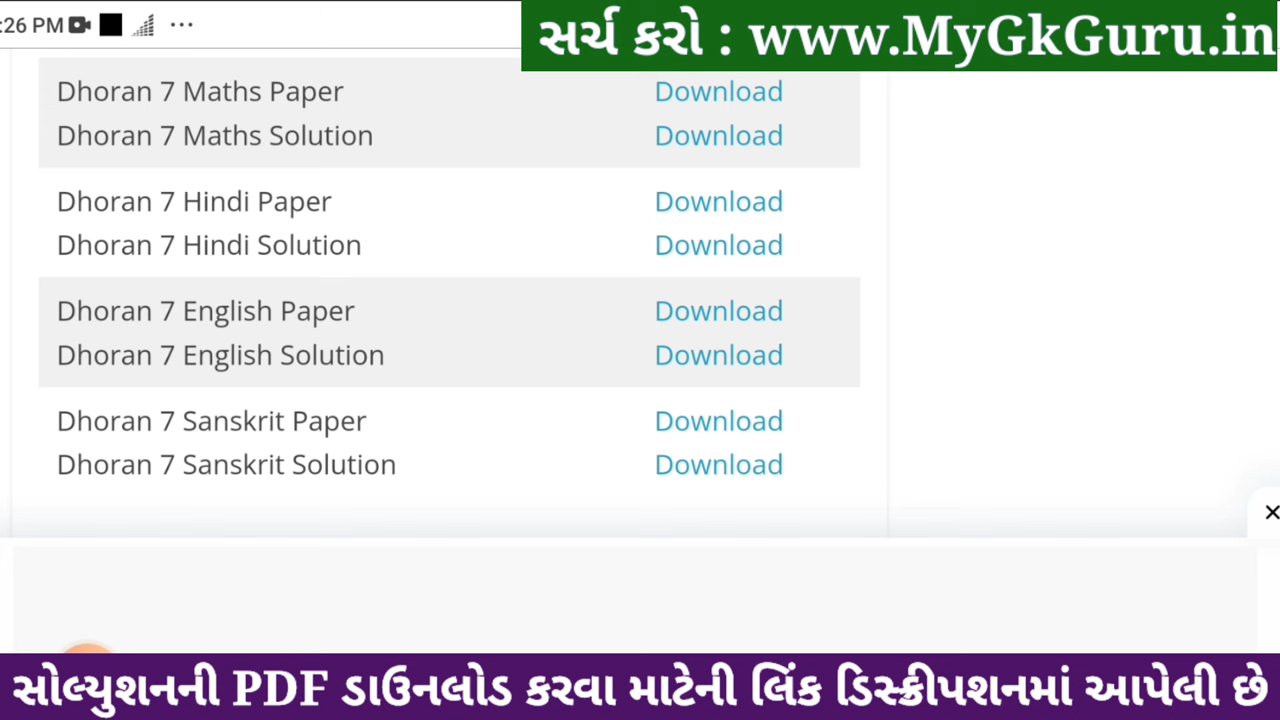 :26 PM
સર્ચ કરો : www.MyGkGuru.in
Dhoran 7 Maths Paper Download
Dhoran 7 Maths Solution Download
Dhoran 7 Hindi Paper Download
Dhoran 7 Hindi Solution Download
Dhoran 7 English Paper Download
Dhoran 7 English Solution Download
Dhoran 7 Sanskrit Paper Download
Dhoran 7 Sanskrit Solution Download
સોલ્યુશનની PDF ડાઉનલોડ કરવા માટેની લિંક ડિસ્ક્રીપશનમાં આપેલી છે